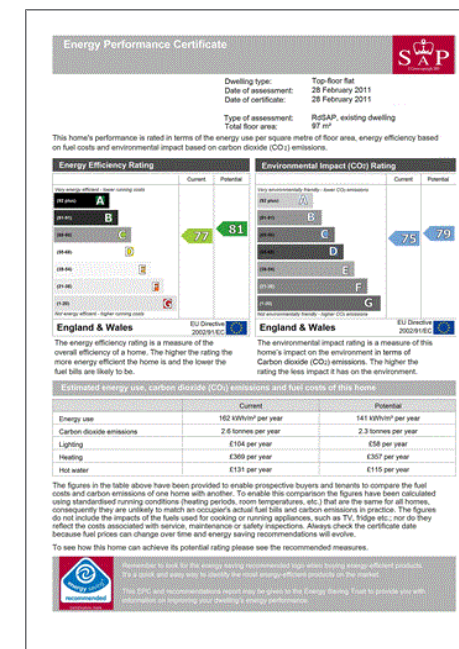 Energy Performance Certificate
SAP
Dwelling type: Top-floor flat
Date of assessment: 28 February 2011
Date of certificate: 28 February 2011
Type of assessment: RdSAP, existing dwelling
Total floor area: 97 m²
This home's performance is rated in terms of the energy use per square metre of floor area, energy efficiency based
on fuel costs and environmental impact based on carbon dioxide (CO₂) emissions.
Energy Efficiency Rating
Current Potential
Very energy efficient - lower running costs
(92 plus) A
(81-91) B
(69-80) C
(55-68) D
(39-54) E
(21-38) F
(1-20) G
77
81
Not energy efficient - higher running costs
England & Wales
EU Directive
2002/91/EC
Environmental Impact (CO₂) Rating
Current Potential
Very environmentally friendly - lower CO₂ emissions
(92 plus) A
(81-91) B
(69-80) C
(55-68) D
(39-54) E
(21-38) F
(1-20) G
75
79
Not environmentally friendly - higher CO₂ emissions
England & Wales
EU Directive
2002/91/EC
The energy efficiency rating is a measure of the
overall efficiency of a home. The higher the rating the
more energy efficient the home is and the lower the
fuel bills are likely to be.
The environmental impact rating is a measure of this
home's impact on the environment in terms of
Carbon dioxide (CO₂) emissions. The higher the
rating the less impact it has on the environment.
Estimated energy use, carbon dioxide (CO₂) emissions and fuel costs of this home
Current Potential
Energy use 162 kWh/m² per year 141 kWh/m² per year
Carbon dioxide emissions 2.6 tonnes per year 2.3 tonnes per year
Lighting £104 per year £58 per year
Heating £369 per year £357 per year
Hot water £131 per year £115 per year
The figures in the table above have been provided to enable prospective buyers and tenants to compare the fuel
costs and carbon emissions of one home with another. To enable this comparison the figures have been calculated
using standardised running conditions (heating periods, room temperatures, etc.) that are the same for all homes,
consequently they are unlikely to match an occupier's actual fuel bills and carbon emissions in practice. The figures
do not include the impacts of the fuels used for cooking or running appliances, such as TV, fridge etc.; nor do they
reflect the costs associated with service, maintenance or safety inspections. Always check the certificate date
because fuel prices can change over time and energy saving recommendations will evolve.
To see how this home can achieve its potential rating please see the recommended measures.
energy saving
recommended
Remember to look for the energy saving recommended logo when buying energy-efficient products.
It's a quick and easy way to identify the most energy-efficient products on the market.
This EPC and recommendations report may be given to the Energy Saving Trust to provide you with
information on improving your dwelling's energy performance.